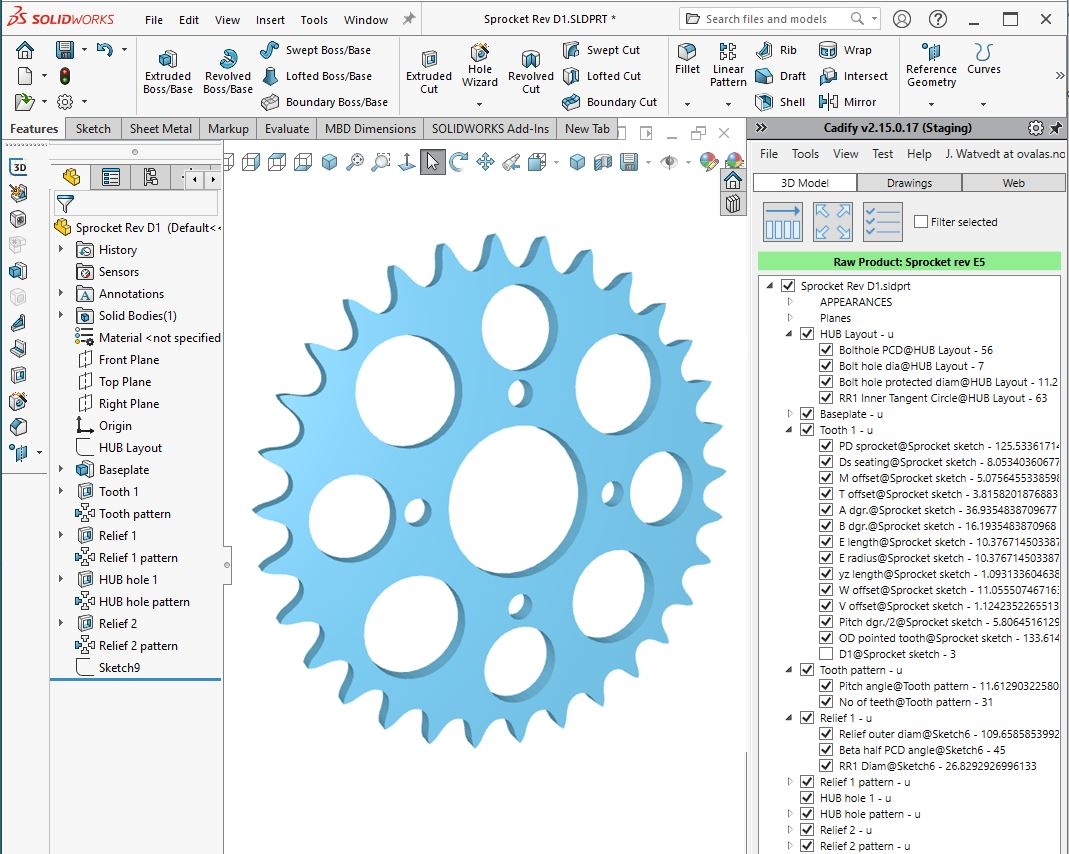 SOLIDWORKS File Edit View Insert Tools Window Sprocket Rev D1.SLDPRT * Search files and models
Extruded Boss/Base
Revolved Boss/Base
Swept Boss/Base
Lofted Boss/Base
Boundary Boss/Base
Extruded Cut
Hole Wizard
Revolved Cut
Swept Cut
Lofted Cut
Boundary Cut
Fillet
Linear Pattern
Rib
Draft
Shell
Wrap
Intersect
Mirror
Reference Geometry
Curves
Features Sketch Sheet Metal Markup Evaluate MBD Dimensions SOLIDWORKS Add-Ins New Tab
3D
Sprocket Rev D1 (Default<<
History
Sensors
Annotations
Solid Bodies(1)
Material <not specified
Front Plane
Top Plane
Right Plane
Origin
HUB Layout
Baseplate
Tooth 1
Tooth pattern
Relief 1
Relief 1 pattern
HUB hole 1
HUB hole pattern
Relief 2
Relief 2 pattern
Sketch9
Cadify v2.15.0.17 (Staging)
File Tools View Test Help J. Watvedt at ovalas.no
3D Model Drawings Web
Filter selected
Raw Product: Sprocket rev E5
Sprocket Rev D1.sldprt
APPEARANCES
Planes
HUB Layout - u
Bolthole PCD@HUB Layout - 56
Bolt hole dia@HUB Layout - 7
Bolt hole protected diam@HUB Layout - 11.2
RR1 Inner Tangent Circle@HUB Layout - 63
Baseplate - u
Tooth 1 - u
PD sprocket@Sprocket sketch - 125.53361714
Ds seating@Sprocket sketch - 8.05340360677
M offset@Sprocket sketch - 5.0756455338598
T offset@Sprocket sketch - 3.8158201876883
A dgr.@Sprocket sketch - 36.9354838709677
B dgr.@Sprocket sketch - 16.1935483870968
E length@Sprocket sketch - 10.376714503387
E radius@Sprocket sketch - 10.376714503387
yz length@Sprocket sketch - 1.093133604638
W offset@Sprocket sketch - 11.05550746716
V offset@Sprocket sketch - 1.1242352265513
Pitch dgr./2@Sprocket sketch - 5.8064516129
OD pointed tooth@Sprocket sketch - 133.614
D1@Sprocket sketch - 3
Tooth pattern - u
Pitch angle@Tooth pattern - 11.61290322580
No of teeth@Tooth pattern - 31
Relief 1 - u
Relief outer diam@Sketch6 - 109.6585853992
Beta half PCD angle@Sketch6 - 45
RR1 Diam@Sketch6 - 26.8292926996133
Relief 1 pattern - u
HUB hole 1 - u
HUB hole pattern - u
Relief 2 - u
Relief 2 pattern - u